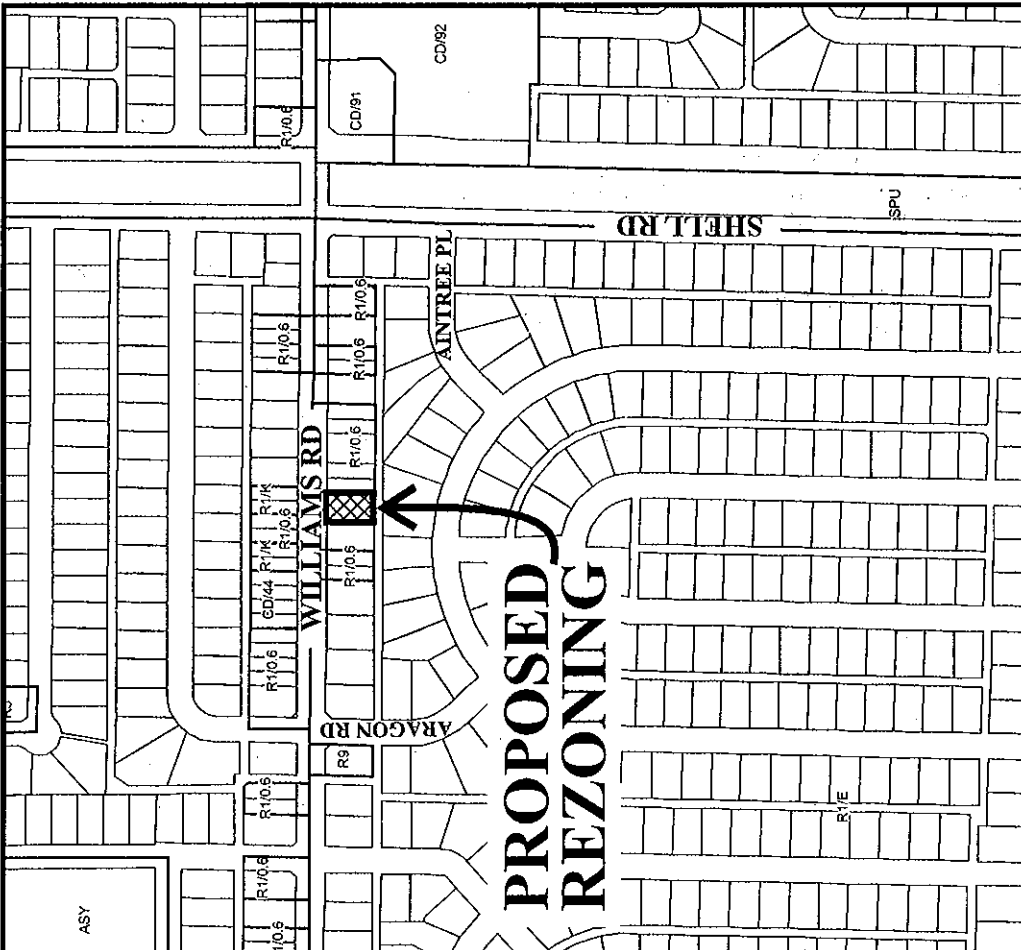 CD/92
CD/91
R1/0.6
SPU
SHELL RD
AINTREE PL
R1/0.6
R1/0.6
R1/0.6
R1/0.6
WILLIAMS RD
R1/K
R1/0.6
R1/K
CD/44
R1/0.6
R1/0.6
R1/0.6
ARAGON RD
R9
PROPOSED
REZONING
R1/0.6
R1/E
R1/0.6
ASY